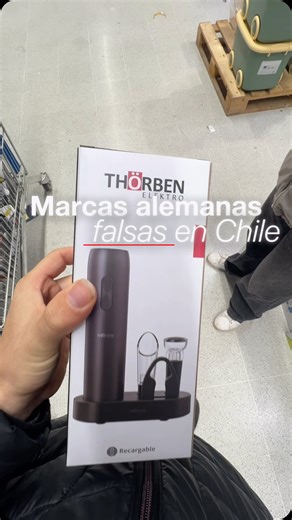 THÖRBEN
ELEKTRO
Marcas alemanas
falsas en Chile
Recargable